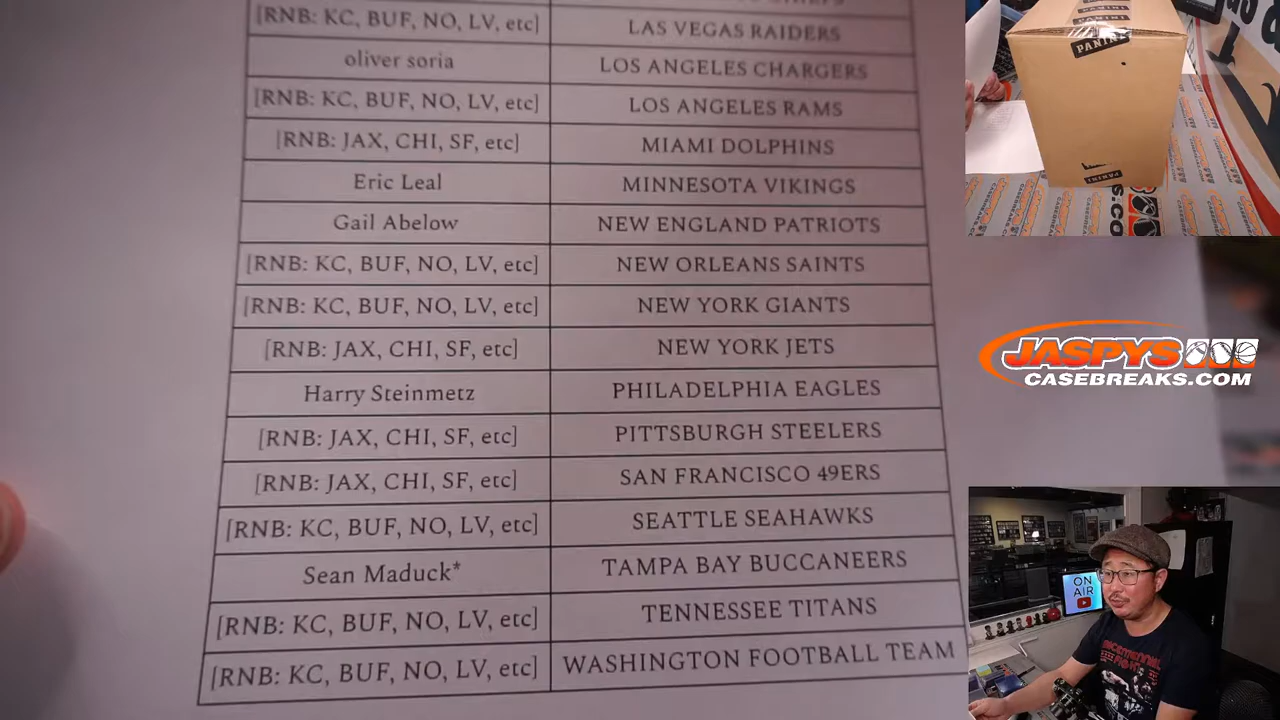 CHIEFS
[RNB: KC, BUF, NO, LV, etc] LAS VEGAS RAIDERS
oliver soria LOS ANGELES CHARGERS
[RNB: KC, BUF, NO, LV, etc] LOS ANGELES RAMS
[RNB: JAX, CHI, SF, etc] MIAMI DOLPHINS
Eric Leal MINNESOTA VIKINGS
Gail Abelow NEW ENGLAND PATRIOTS
[RNB: KC, BUF, NO, LV, etc] NEW ORLEANS SAINTS
[RNB: KC, BUF, NO, LV, etc] NEW YORK GIANTS
[RNB: JAX, CHI, SF, etc] NEW YORK JETS
Harry Steinmetz PHILADELPHIA EAGLES
[RNB: JAX, CHI, SF, etc] PITTSBURGH STEELERS
[RNB: JAX, CHI, SF, etc] SAN FRANCISCO 49ERS
[RNB: KC, BUF, NO, LV, etc] SEATTLE SEAHAWKS
Sean Maduck* TAMPA BAY BUCCANEERS
[RNB: KC, BUF, NO, LV, etc] TENNESSEE TITANS
[RNB: KC, BUF, NO, LV, etc] WASHINGTON FOOTBALL TEAM
PANINI
PANINI
JASPYS
CASEBREAKS.COM
ON
AIR